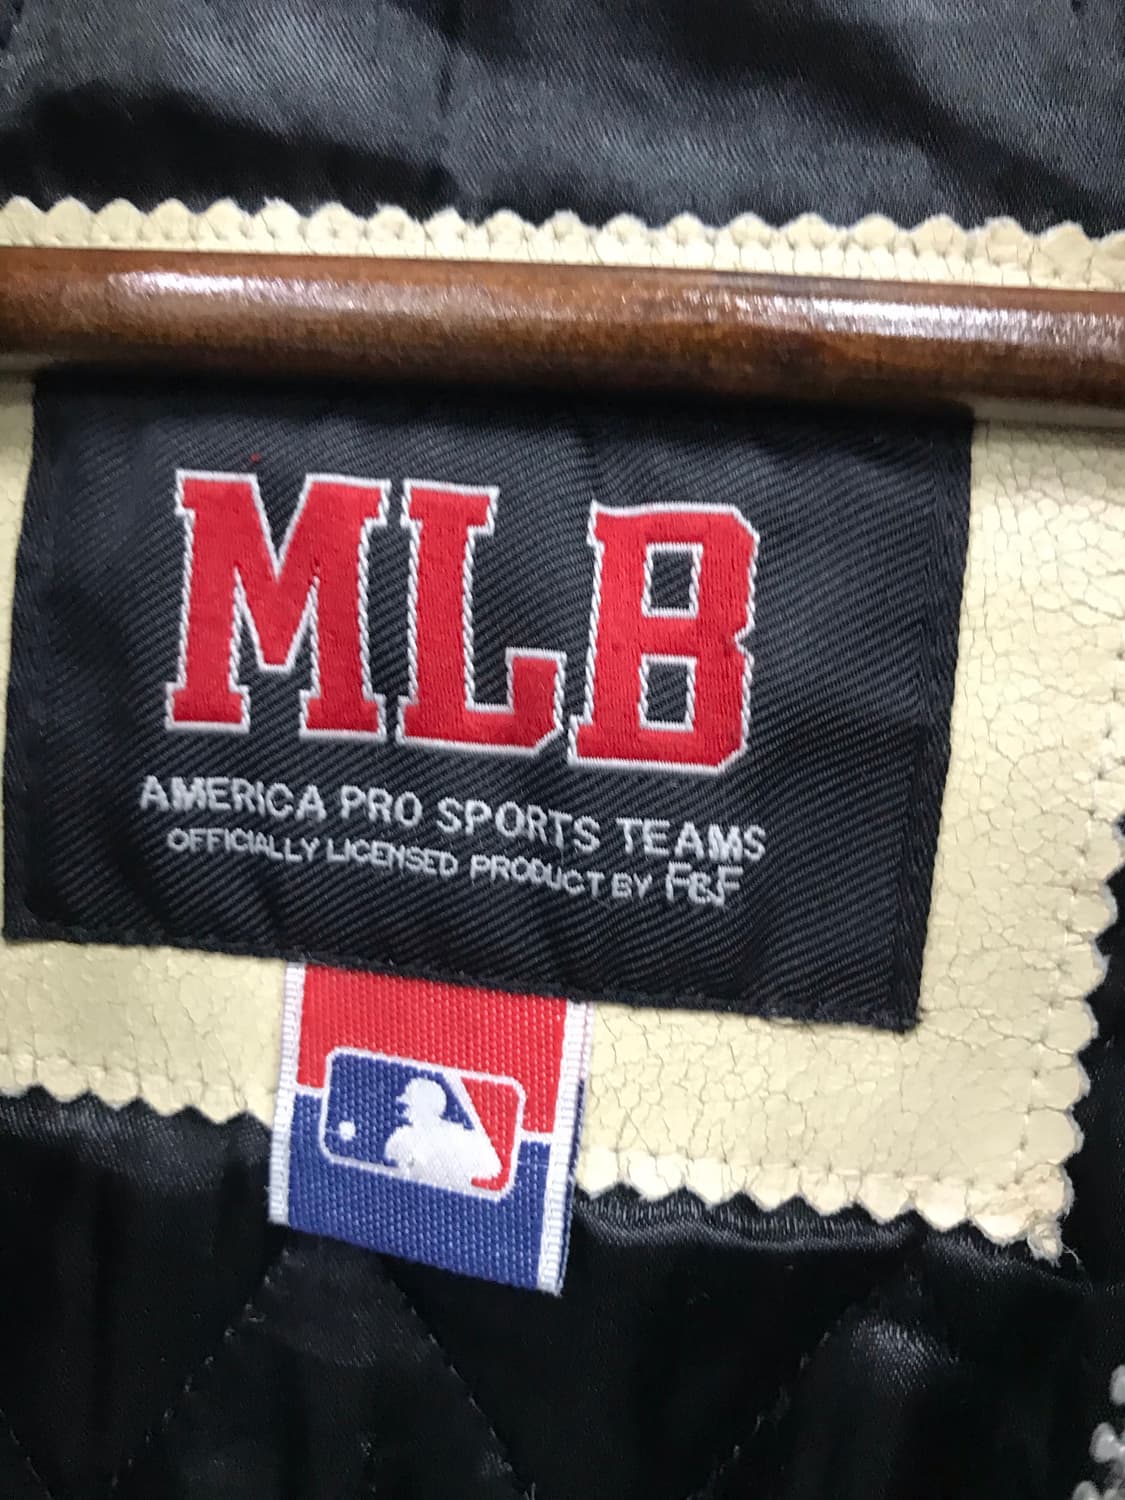 MLB
AMERICA PRO SPORTS TEAMS
OFFICIALLY LICENSED PRODUCT BY F&F